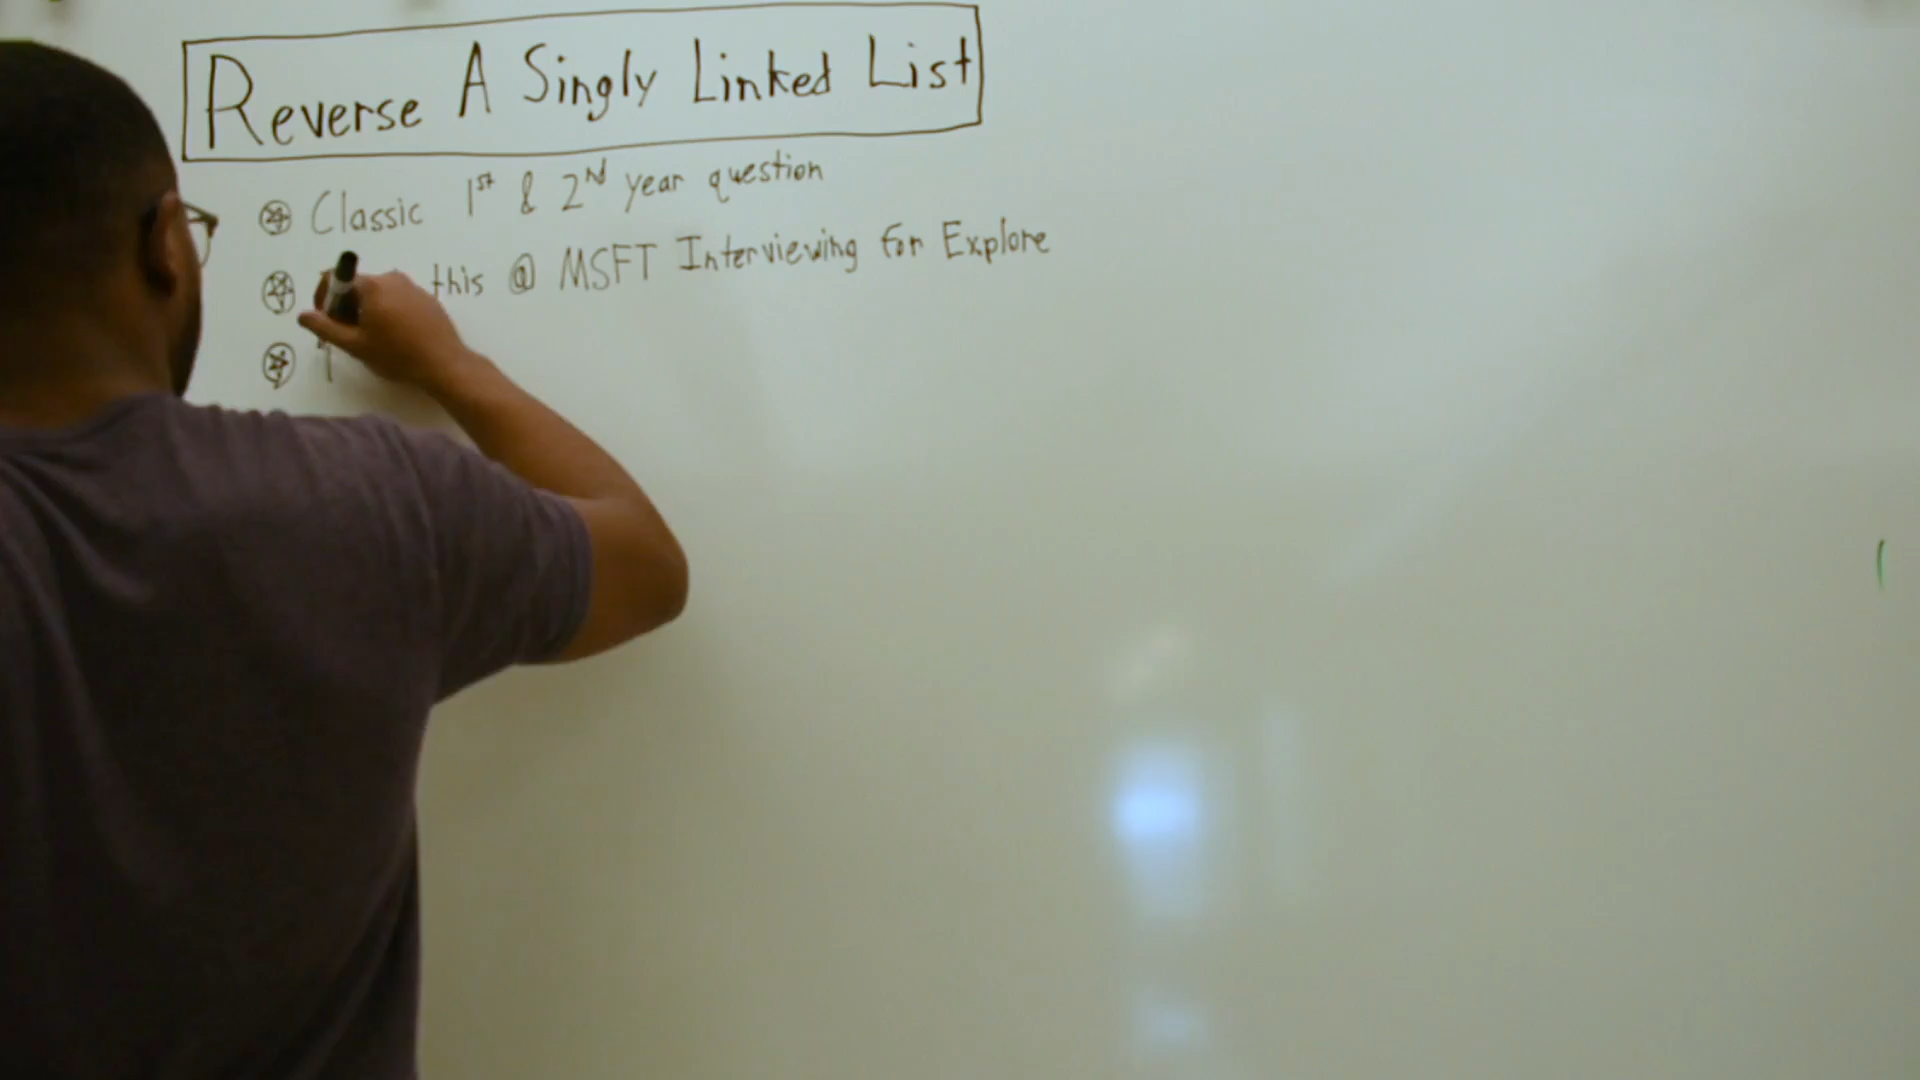 Reverse A Singly Linked List
Classic 1st & 2nd year question
this @ MSFT Interviewing for Explore